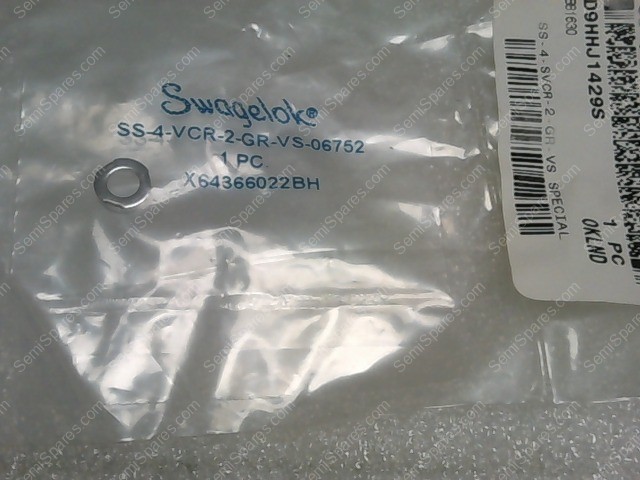 Swagelok®
SS-4-VCR-2-GR-VS-06752
1 PC.
X64366022BH
D9HHJ1429S
SS-4-SVCR-2-GR-VS SPECIAL
1 PC
OKLND
SemiSpares.com